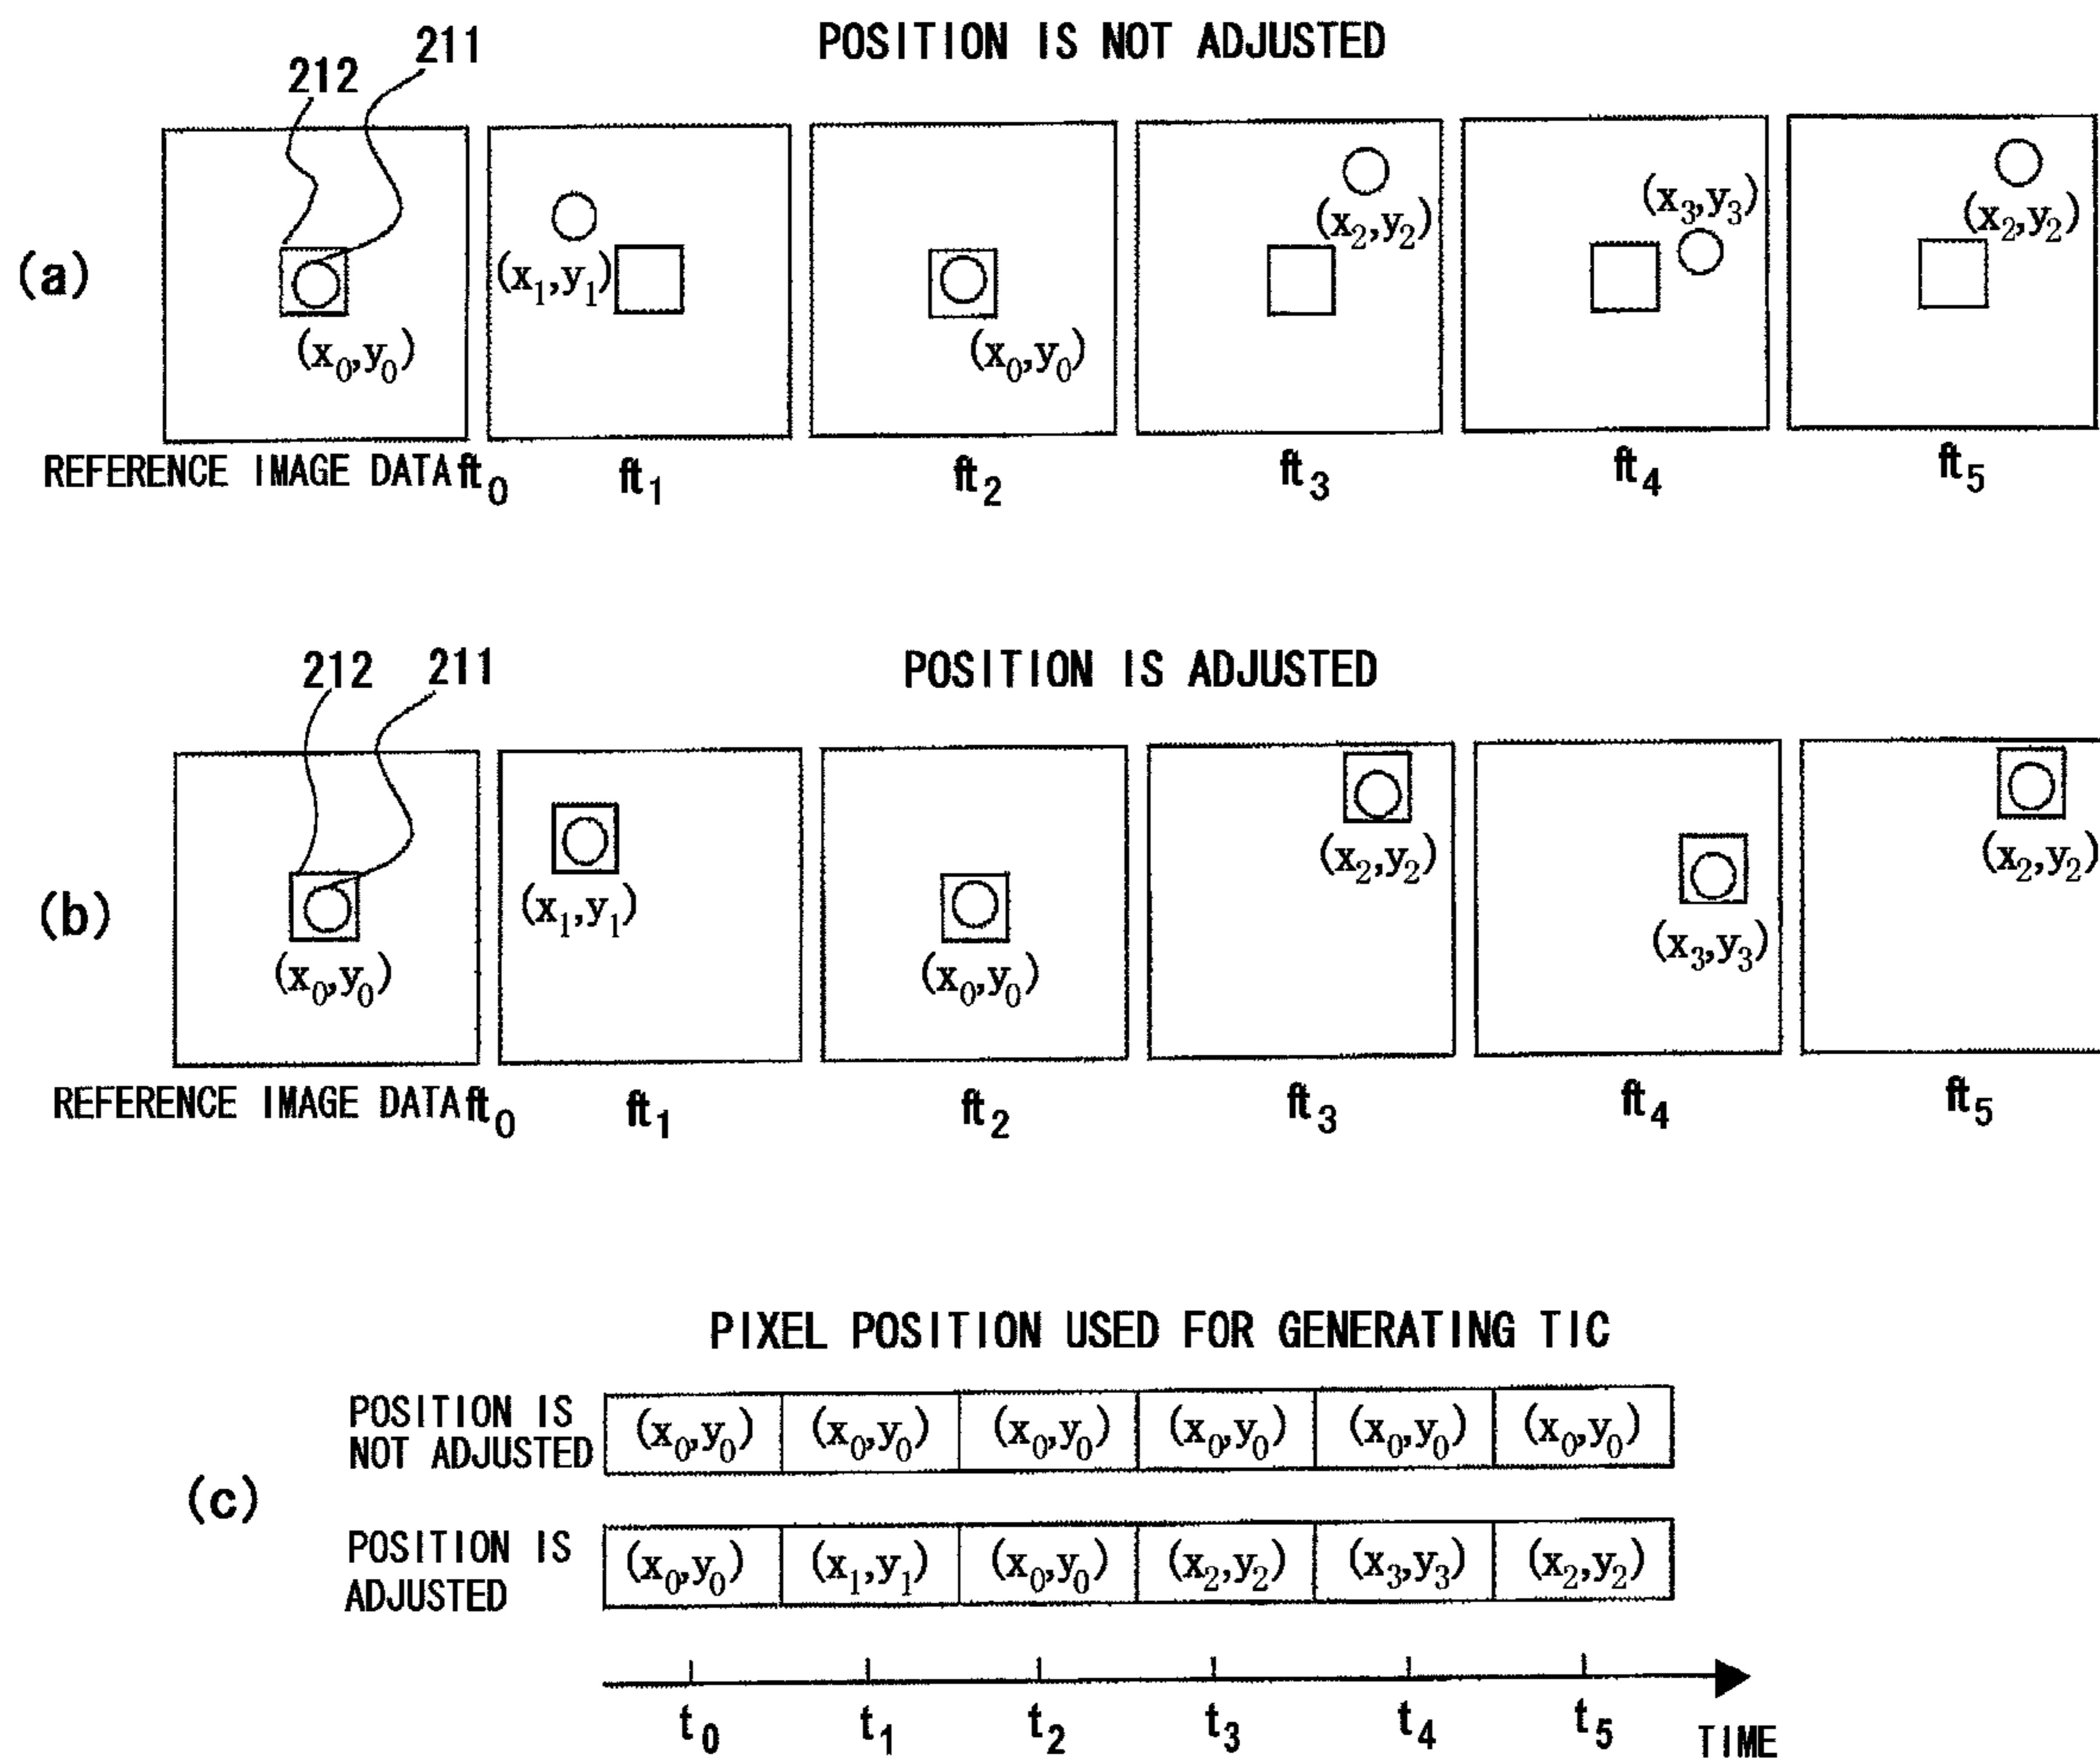 POSITION IS NOT ADJUSTED
212 211
(a)
(x₀,y₀) (x₁,y₁) (x₀,y₀) (x₂,y₂) (x₃,y₃) (x₂,y₂)
REFERENCE IMAGE DATA ft₀ ft₁ ft₂ ft₃ ft₄ ft₅
POSITION IS ADJUSTED
212 211
(b)
(x₀,y₀) (x₁,y₁) (x₀,y₀) (x₂,y₂) (x₃,y₃) (x₂,y₂)
REFERENCE IMAGE DATA ft₀ ft₁ ft₂ ft₃ ft₄ ft₅
PIXEL POSITION USED FOR GENERATING TIC
(c)
POSITION IS
NOT ADJUSTED
(x₀,y₀) (x₀,y₀) (x₀,y₀) (x₀,y₀) (x₀,y₀) (x₀,y₀)
POSITION IS
ADJUSTED
(x₀,y₀) (x₁,y₁) (x₀,y₀) (x₂,y₂) (x₃,y₃) (x₂,y₂)
t₀ t₁ t₂ t₃ t₄ t₅ TIME